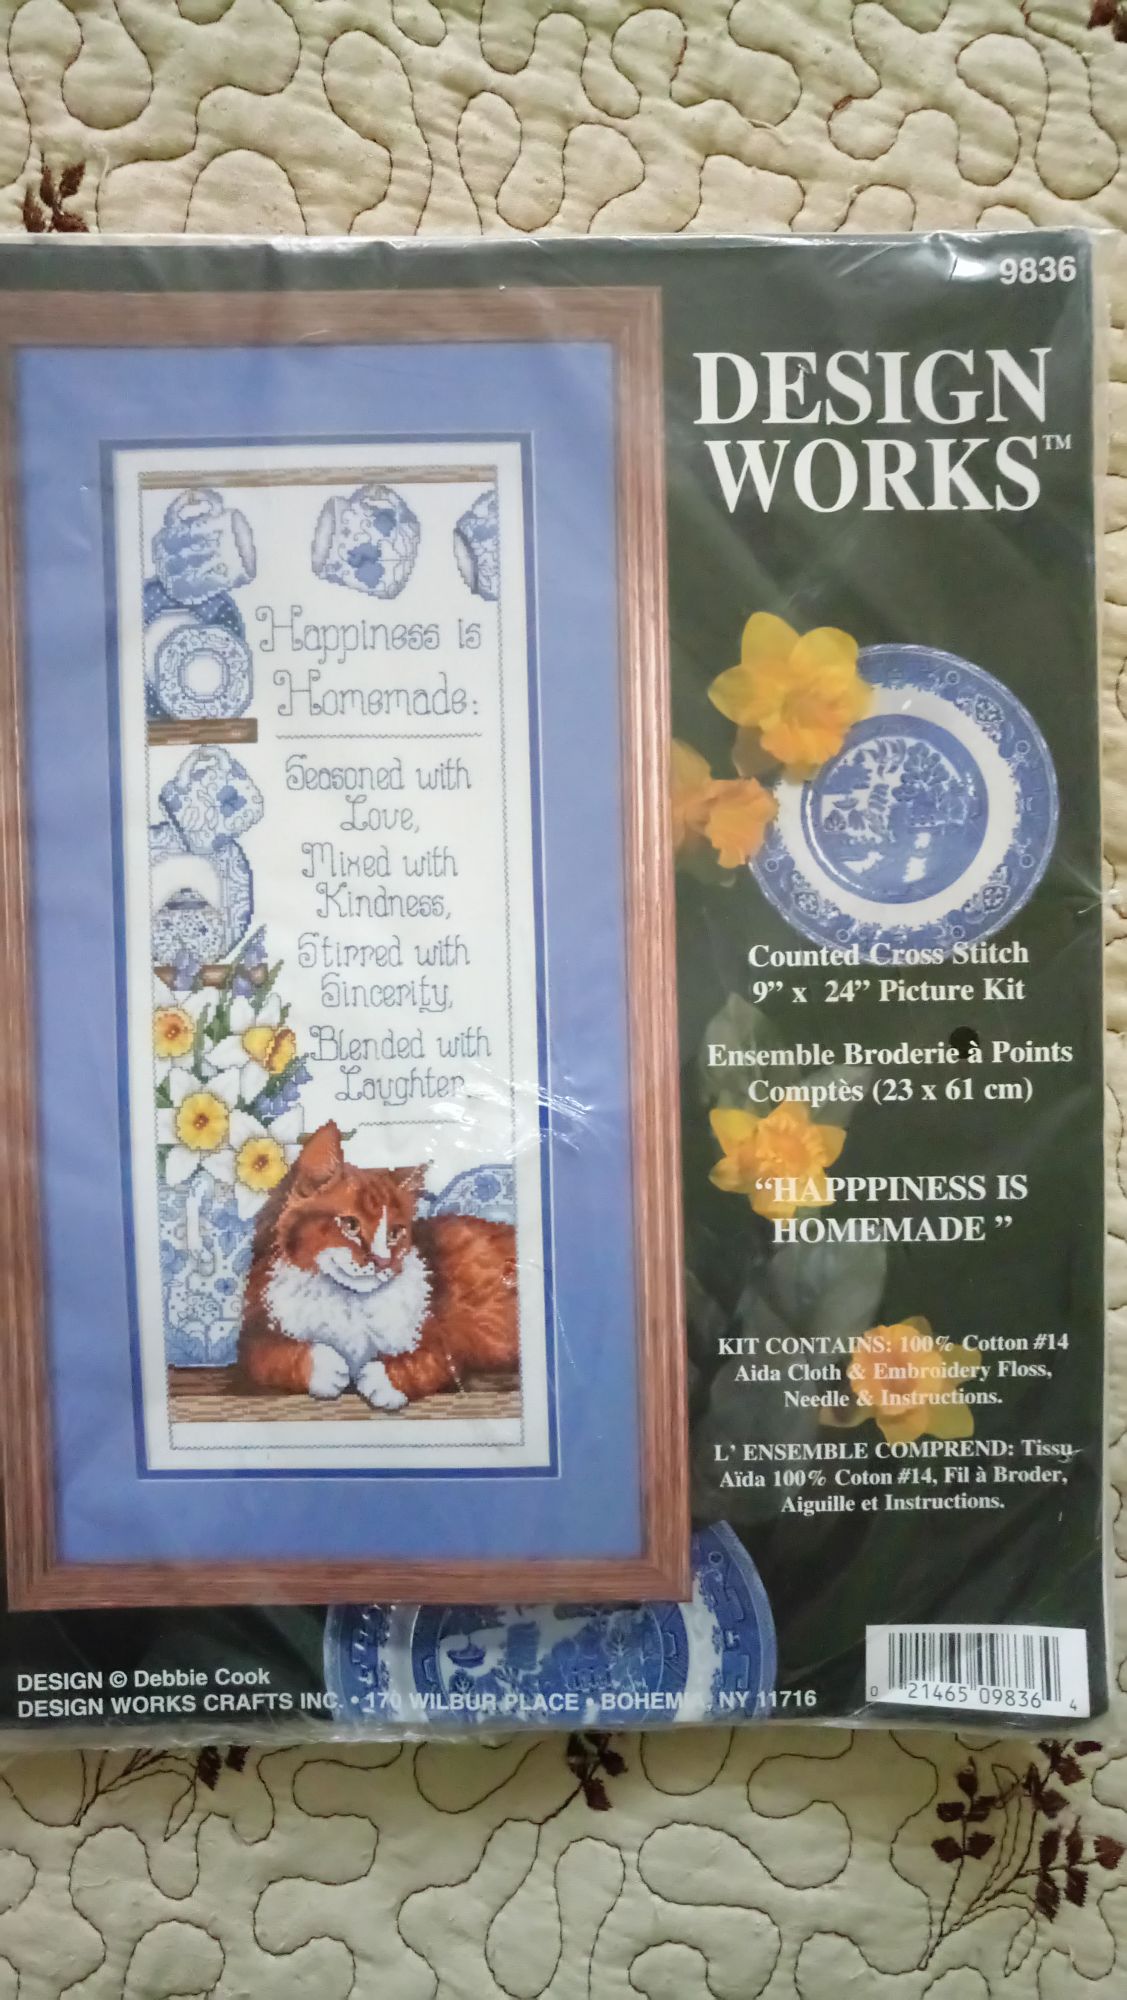 9836
DESIGN
WORKS™
Happiness is
Homemade:
Seasoned with
Love,
Mixed with
Kindness,
Stirred with
Sincerity,
Blended with
Laughter.
Counted Cross Stitch
9” x 24” Picture Kit
Ensemble Broderie à Points
Comptès (23 x 61 cm)
“HAPPPINESS IS
HOMEMADE ”
KIT CONTAINS: 100% Cotton #14
Aida Cloth & Embroidery Floss,
Needle & Instructions.
L’ ENSEMBLE COMPREND: Tissu
Aïda 100% Coton #14, Fil à Broder,
Aiguille et Instructions.
DESIGN © Debbie Cook
DESIGN WORKS CRAFTS INC. • 170 WILBUR PLACE • BOHEMIA, NY 11716
0 21465 09836 4